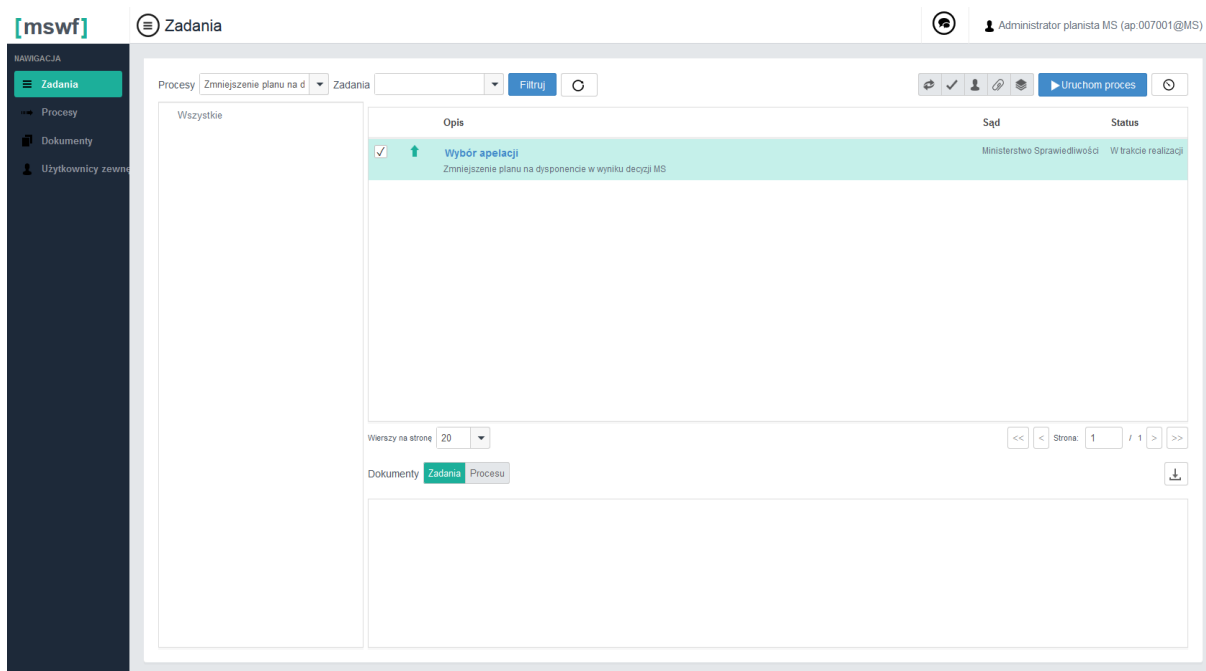 [mswf]
Zadania
Administrator planista MS (ap:007001@MS)
NAWIGACJA
Zadania
Procesy
Dokumenty
Użytkownicy zewnę
Procesy Zmniejszenie planu na d Zadania Filtruj Uruchom proces
Wszystkie
Opis Sąd Status
Wybór apelacji Ministerstwo Sprawiedliwości W trakcie realizacji
Zmniejszenie planu na dysponencie w wyniku decyzji MS
Wierszy na stronę 20 << < Strona: 1 / 1 > >>
Dokumenty Zadania Procesu